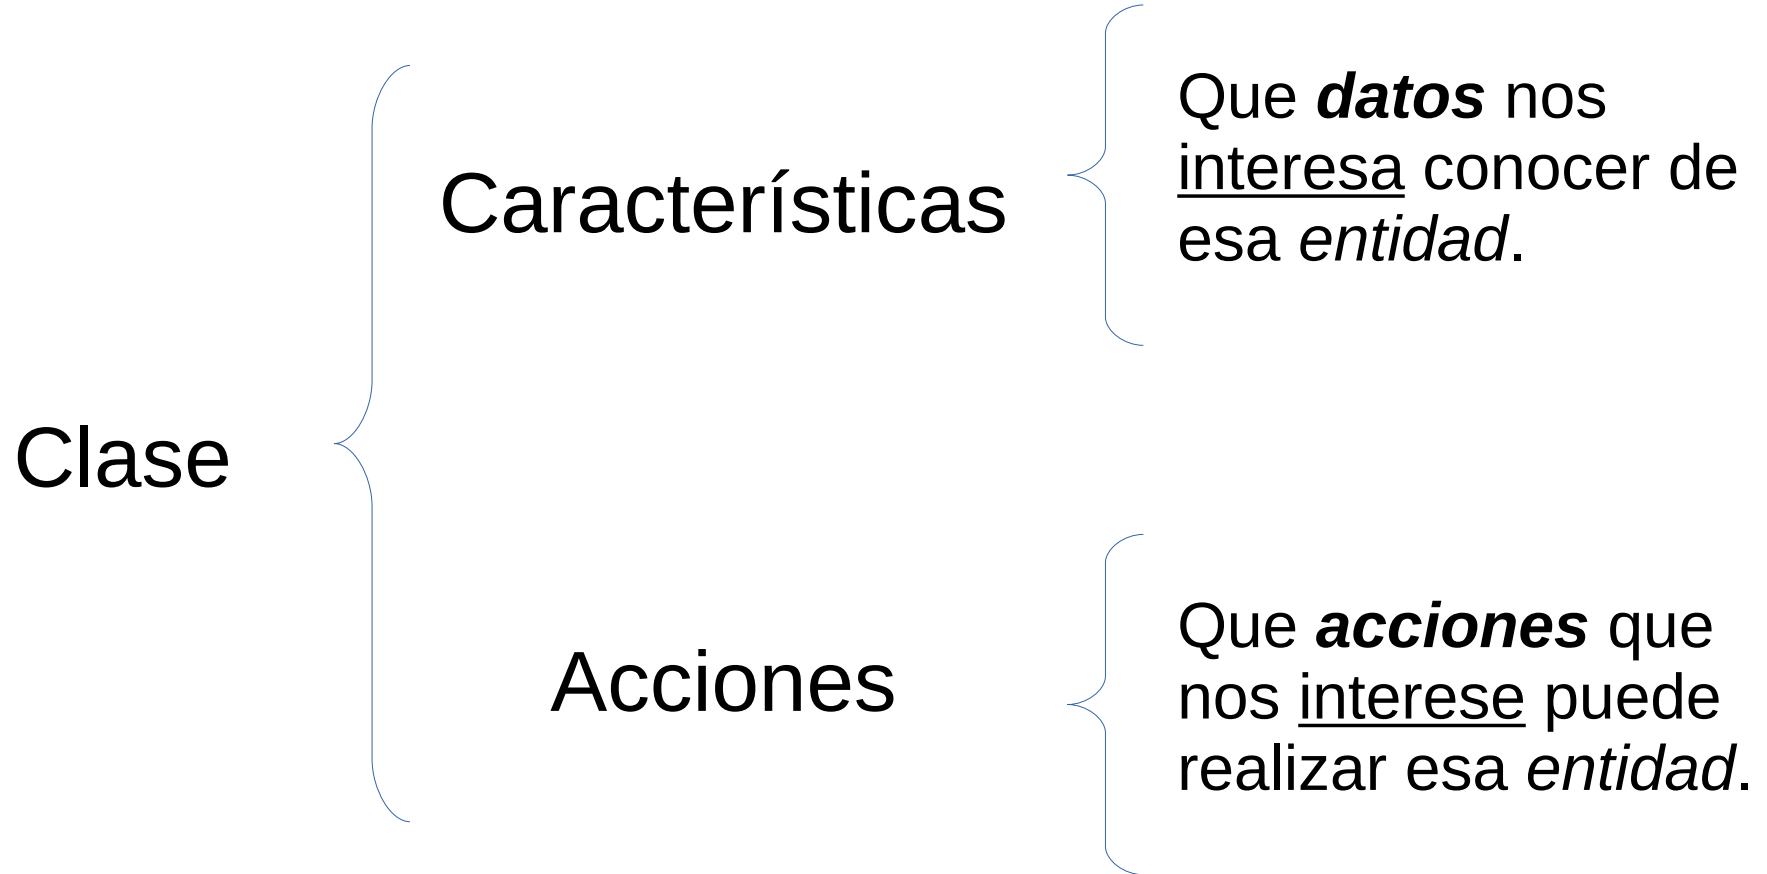 Clase
Características
Que datos nos
interesa conocer de
esa entidad.
Acciones
Que acciones que
nos interese puede
realizar esa entidad.